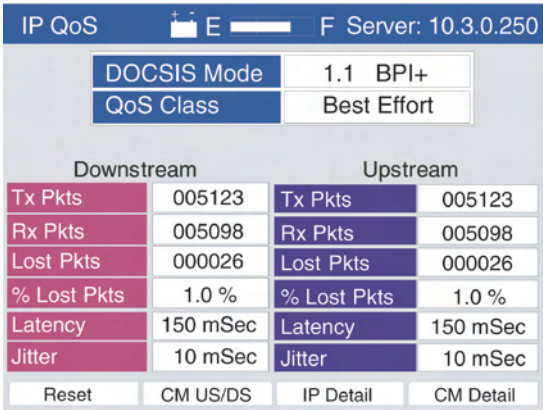 IP QoS + - E F Server: 10.3.0.250
DOCSIS Mode 1.1 BPI+
QoS Class Best Effort
Downstream Upstream
Tx Pkts 005123 Tx Pkts 005123
Rx Pkts 005098 Rx Pkts 005098
Lost Pkts 000026 Lost Pkts 000026
% Lost Pkts 1.0 % % Lost Pkts 1.0 %
Latency 150 mSec Latency 150 mSec
Jitter 10 mSec Jitter 10 mSec
Reset CM US/DS IP Detail CM Detail